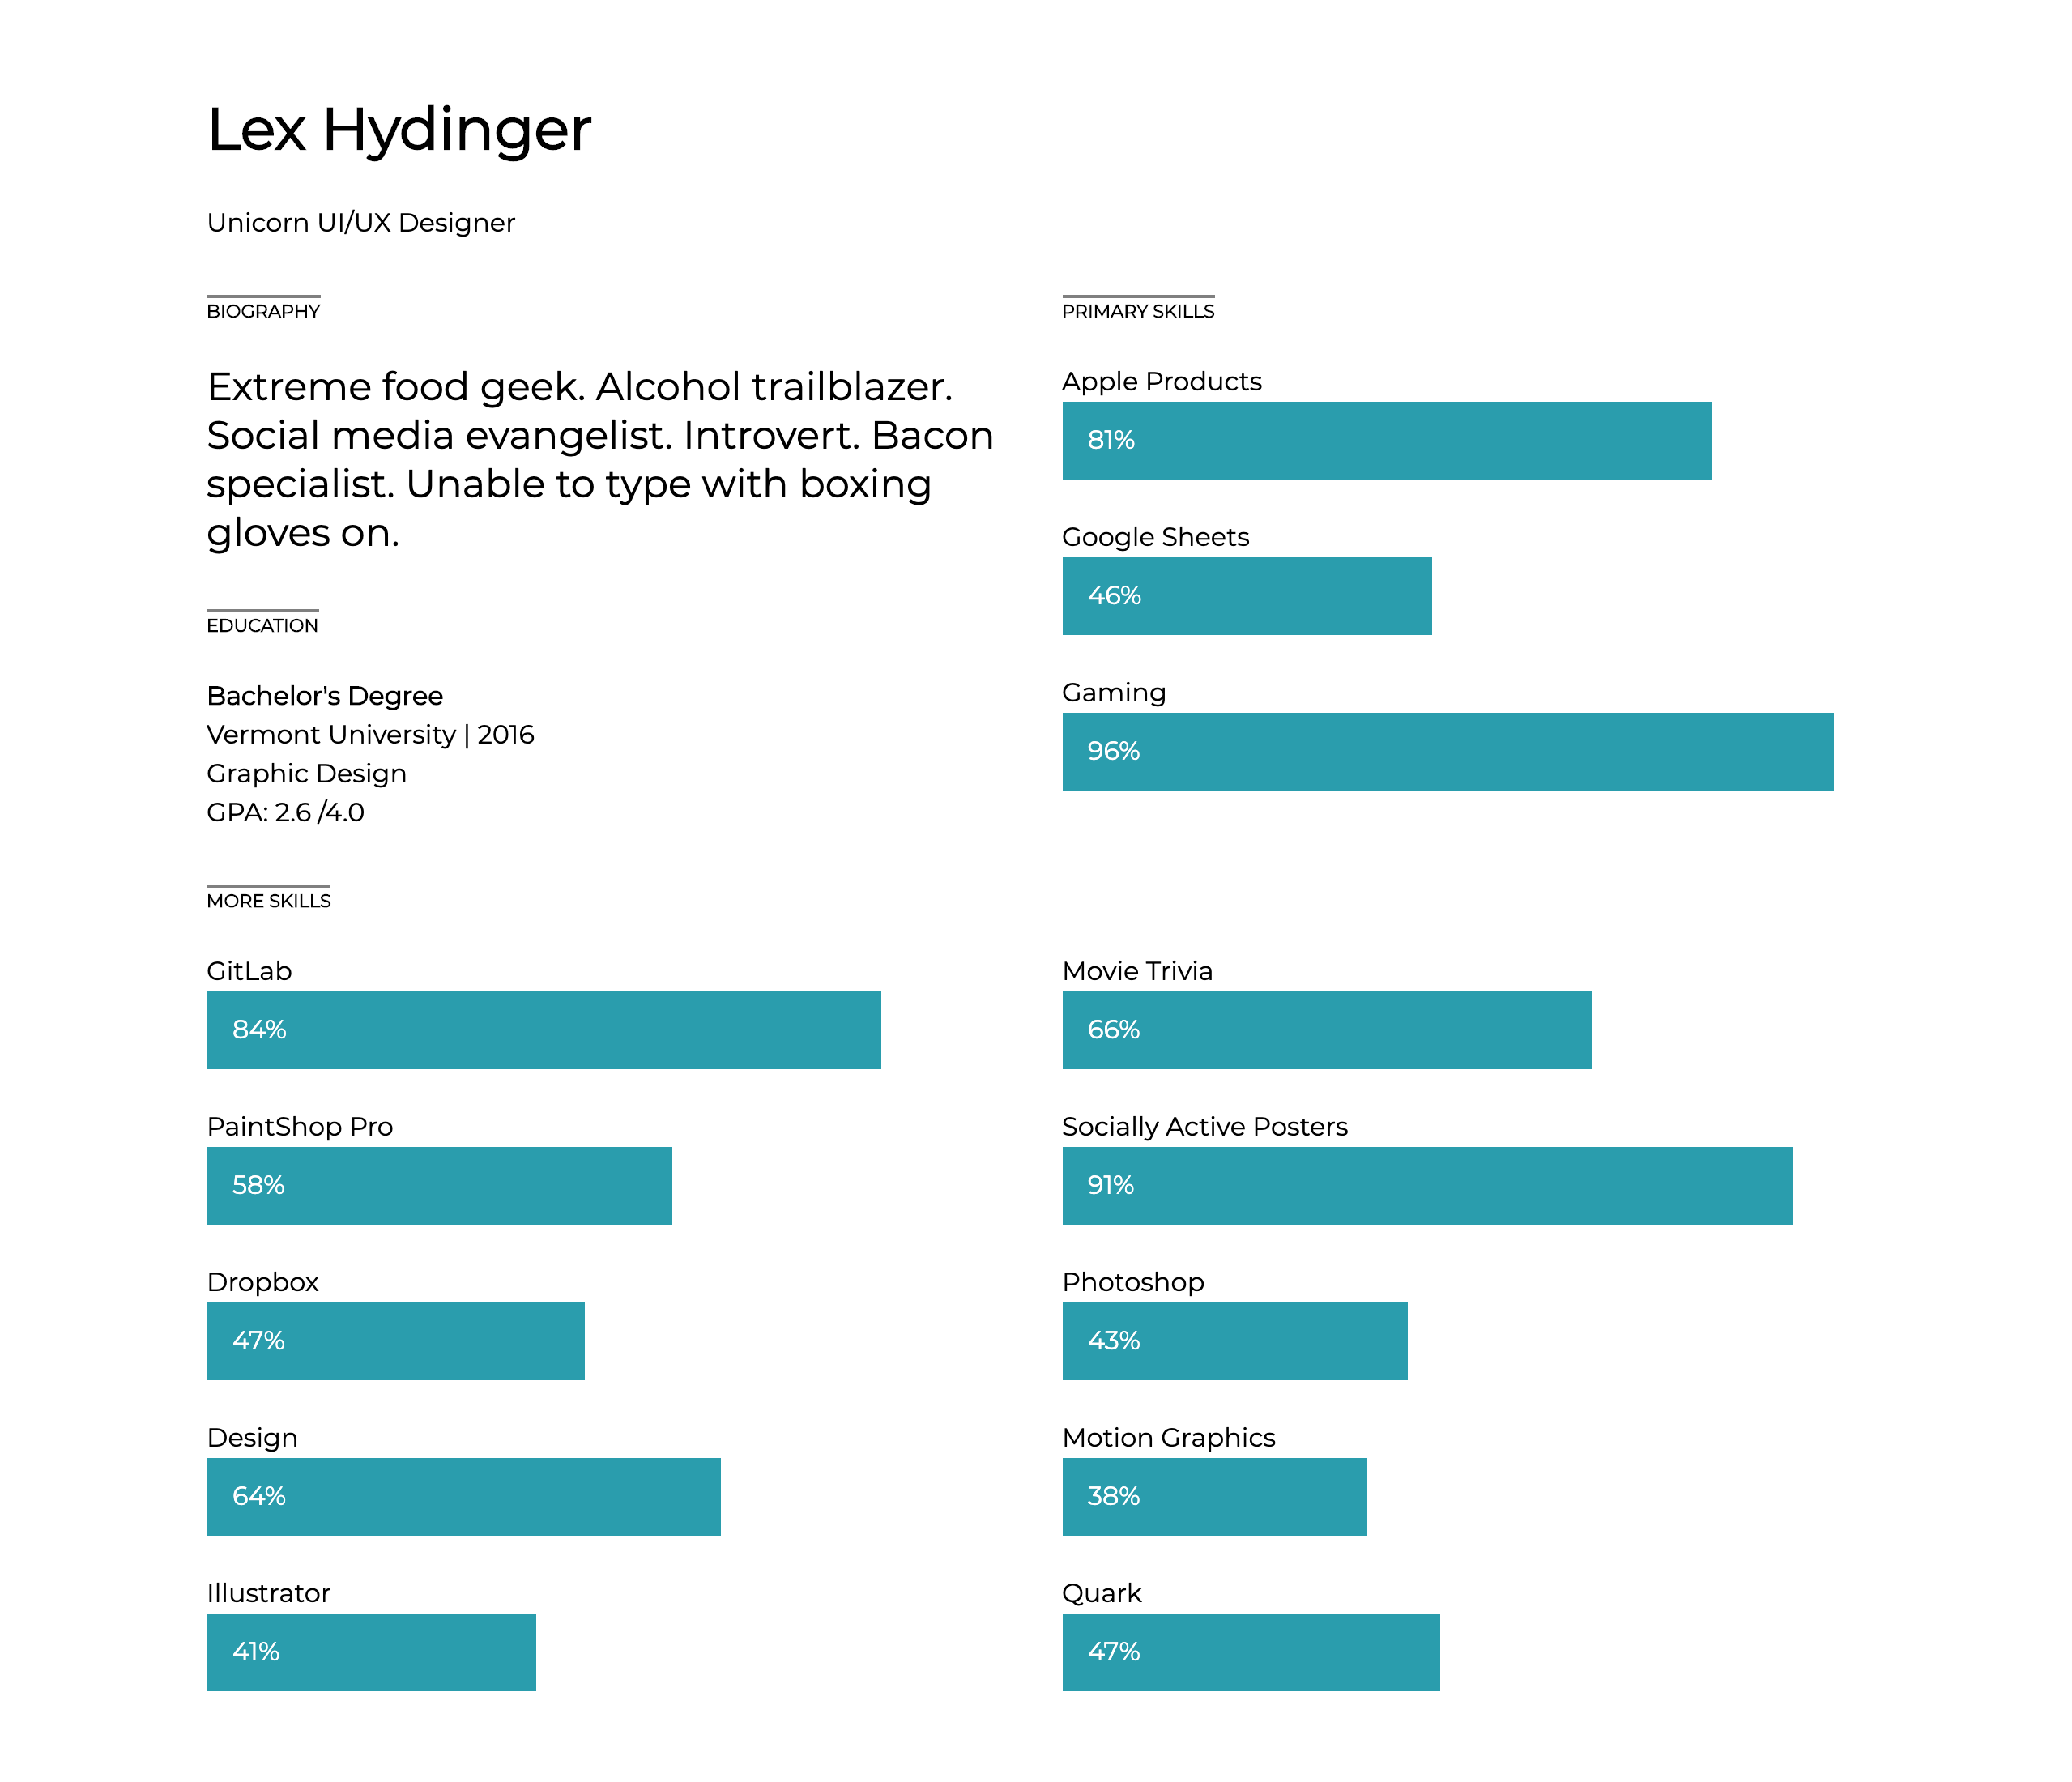 Lex Hydinger
Unicorn UI/UX Designer
BIOGRAPHY
Extreme food geek. Alcohol trailblazer.
Social media evangelist. Introvert. Bacon
specialist. Unable to type with boxing
gloves on.
EDUCATION
Bachelor's Degree
Vermont University | 2016
Graphic Design
GPA: 2.6 /4.0
PRIMARY SKILLS
Apple Products
81%
Google Sheets
46%
Gaming
96%
MORE SKILLS
GitLab
84%
PaintShop Pro
58%
Dropbox
47%
Design
64%
Illustrator
41%
Movie Trivia
66%
Socially Active Posters
91%
Photoshop
43%
Motion Graphics
38%
Quark
47%